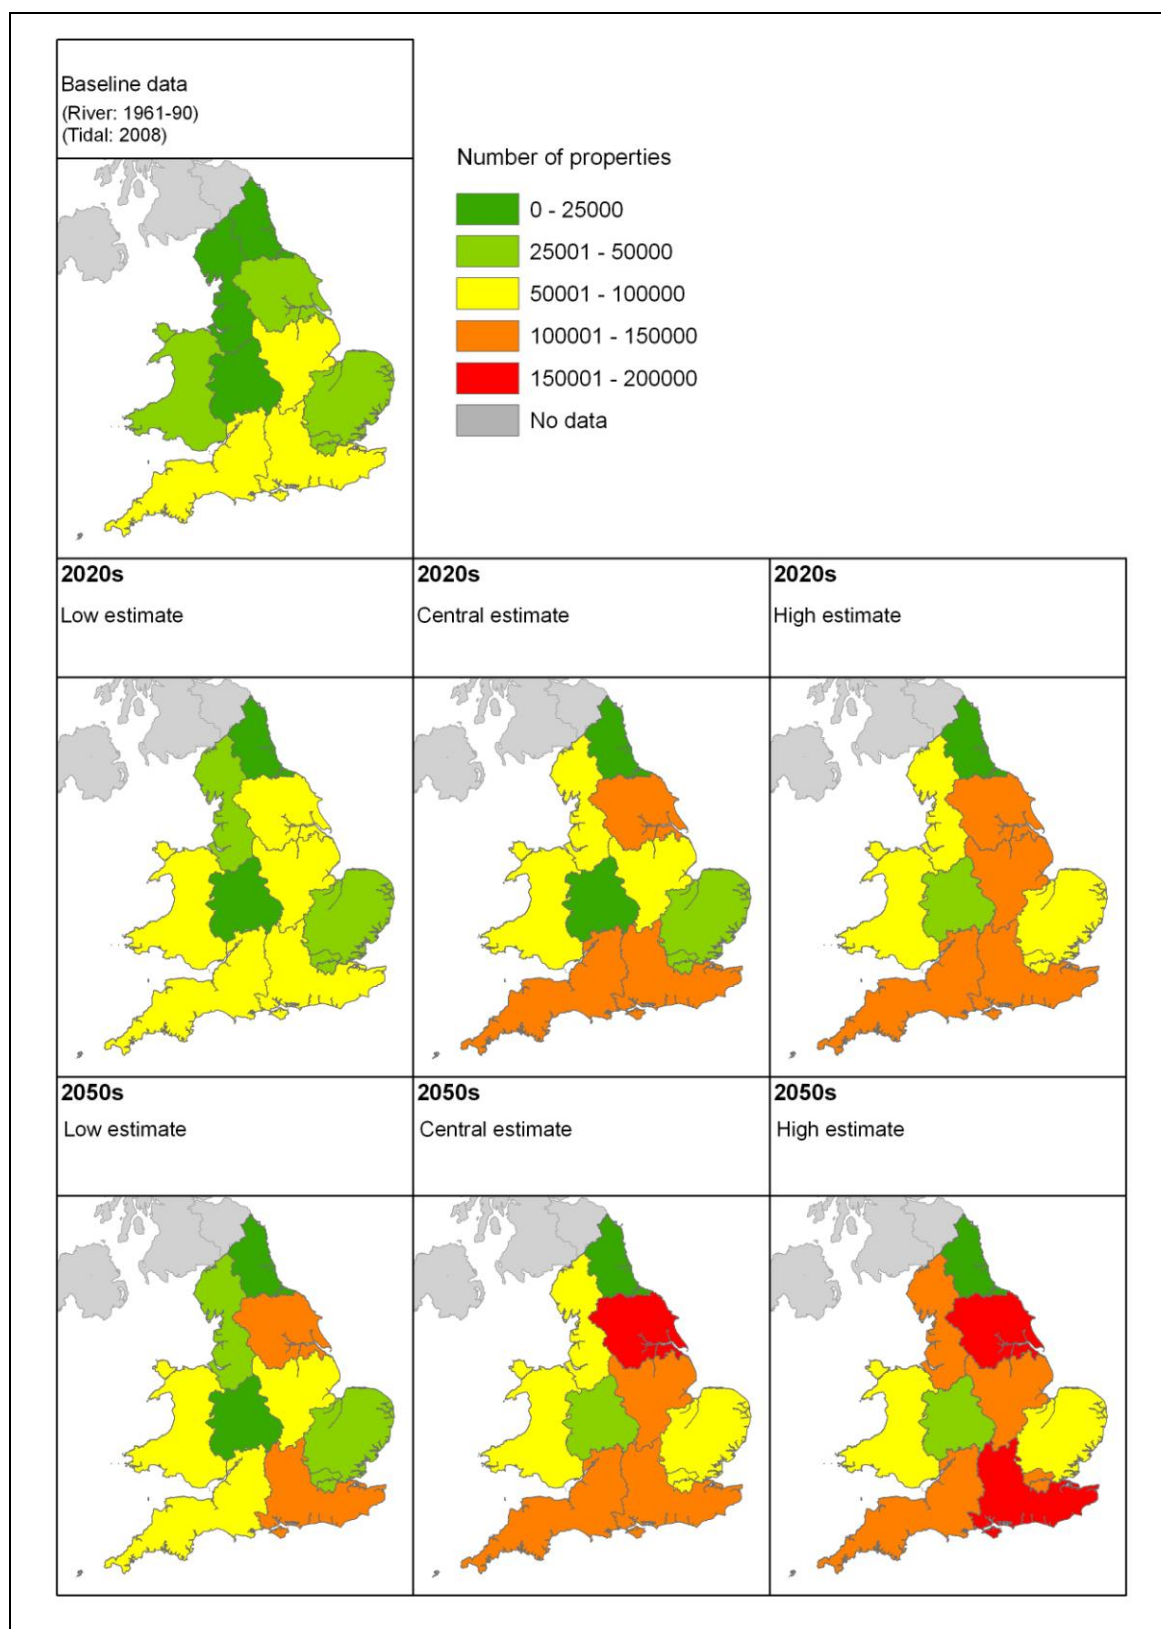 Baseline data
(River: 1961-90)
(Tidal: 2008)
Number of properties
0 - 25000
25001 - 50000
50001 - 100000
100001 - 150000
150001 - 200000
No data
2020s
Low estimate
2020s
Central estimate
2020s
High estimate
2050s
Low estimate
2050s
Central estimate
2050s
High estimate